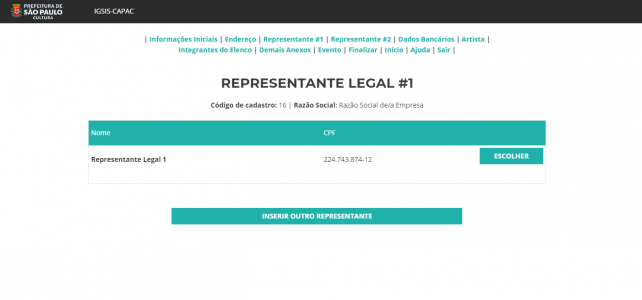 PREFEITURA DE
SÃO PAULO
CULTURA
IGSIS-CAPAC
| Informações Iniciais | Endereço | Representante #1 | Representante #2 | Dados Bancários | Artista |
Integrantes do Elenco | Demais Anexos | Evento | Finalizar | Início | Ajuda | Sair |
REPRESENTANTE LEGAL #1
Código de cadastro: 16 | Razão Social: Razão Social de/a Empresa
Nome CPF
Representante Legal 1 224.743.874-12 ESCOLHER
INSERIR OUTRO REPRESENTANTE